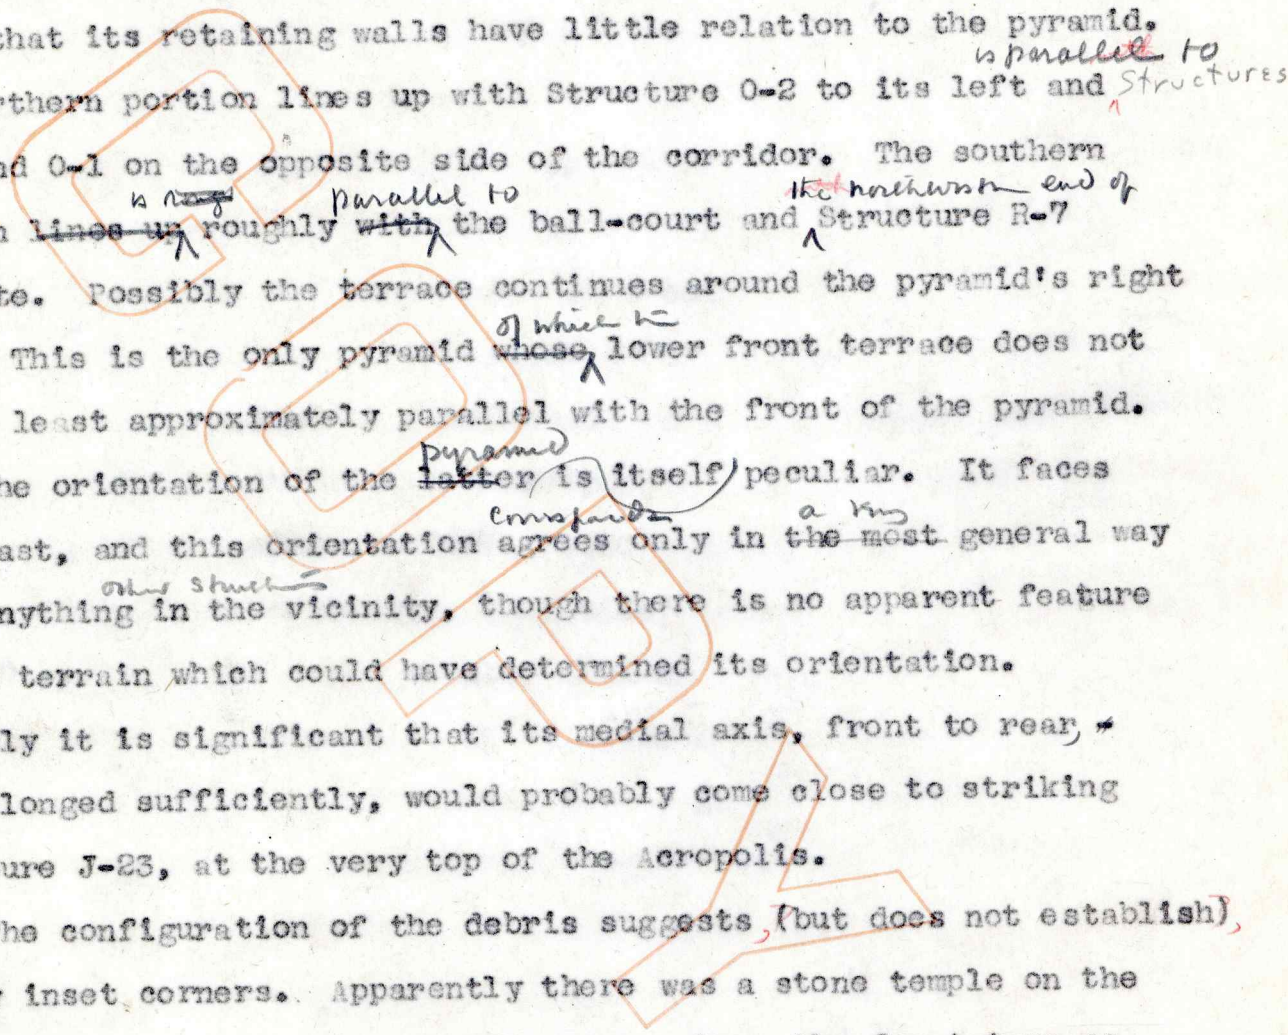 that its retaining walls have little relation to the pyramid.
is parallel to
rthern portion lines up with Structure O-2 to its left and Structures
nd O-1 on the opposite side of the corridor. The southern
is parallel to the northwestern end of
n lines up roughly with the ball-court and Structure R-7
te. Possibly the terrace continues around the pyramid's right
of which the
This is the only pyramid whose lower front terrace does not
least approximately parallel with the front of the pyramid.
pyramid
he orientation of the latter is itself peculiar. It faces
corresponds a very
ast, and this orientation agrees only in the most general way
other structures
nything in the vicinity, though there is no apparent feature
terrain which could have determined its orientation.
ly it is significant that its medial axis, front to rear,
longed sufficiently, would probably come close to striking
ure J-23, at the very top of the Acropolis.
he configuration of the debris suggests, (but does not establish),
inset corners. Apparently there was a stone temple on the
COPY